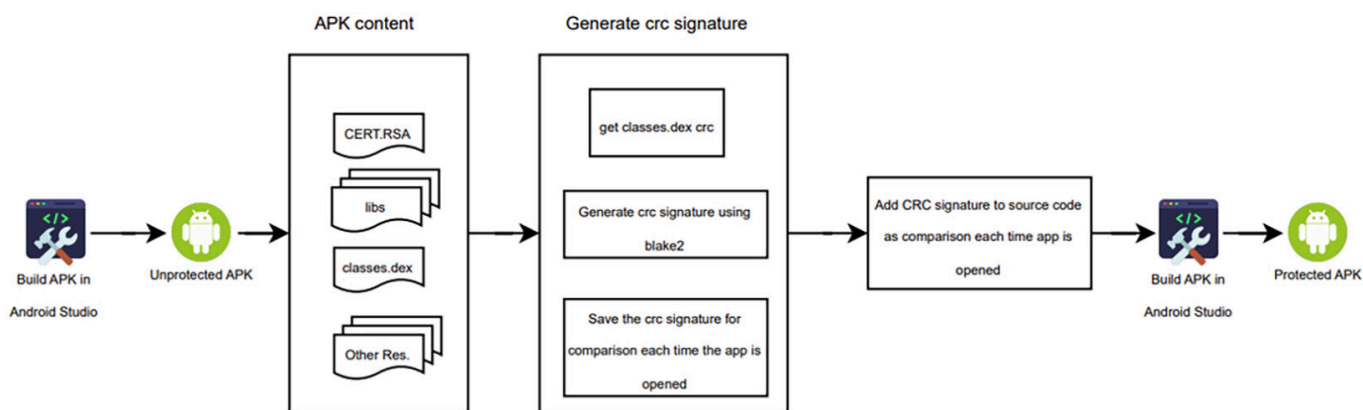 APK content
Generate crc signature
CERT.RSA
libs
classes.dex
Other Res.
get classes.dex crc
Generate crc signature using
blake2
Save the crc signature for
comparison each time the app is
opened
Add CRC signature to source code
as comparison each time app is
opened
</>
Build APK in
Android Studio
Unprotected APK
</>
Build APK in
Android Studio
Protected APK